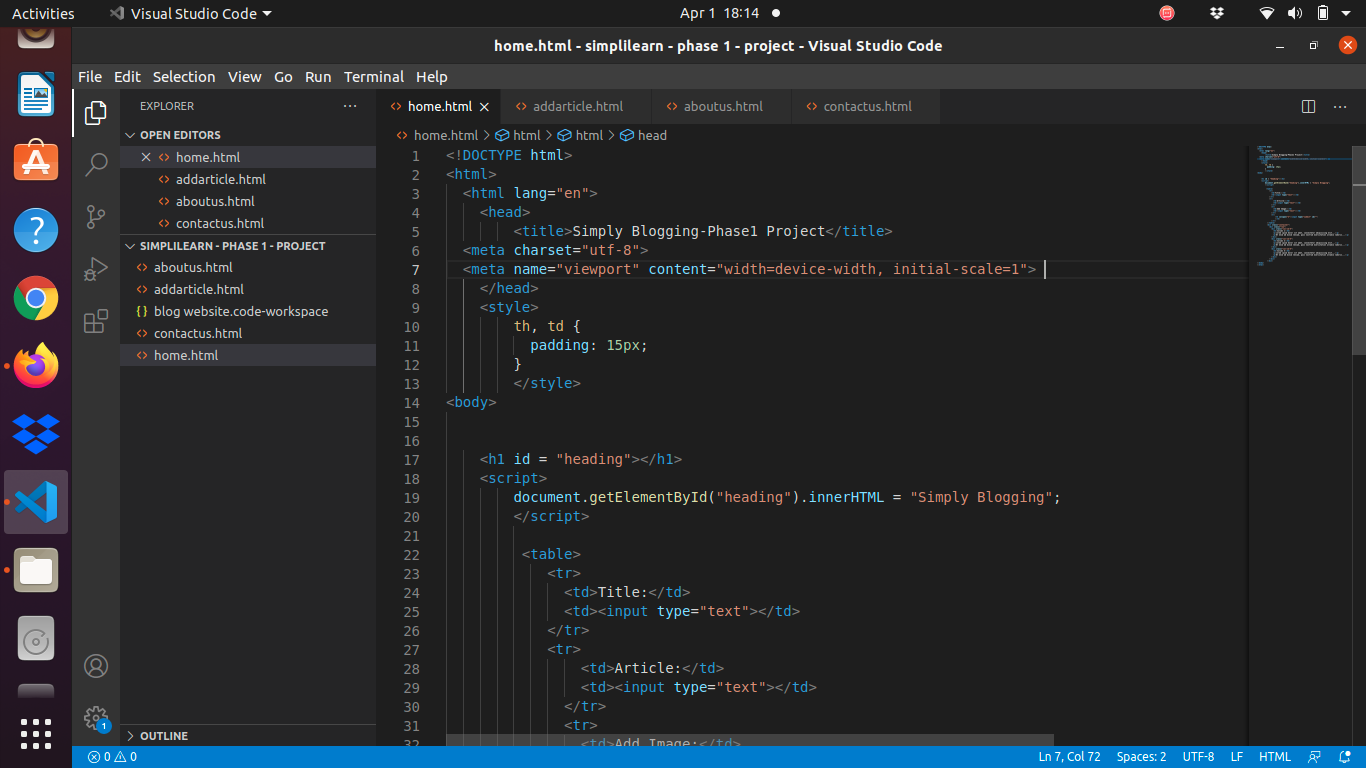 Activities
Visual Studio Code
Apr 1 18:14
home.html - simplilearn - phase 1 - project - Visual Studio Code
File Edit Selection View Go Run Terminal Help
EXPLORER
OPEN EDITORS
home.html
addarticle.html
aboutus.html
contactus.html
SIMPLILEARN - PHASE 1 - PROJECT
aboutus.html
addarticle.html
{} blog website.code-workspace
contactus.html
home.html
OUTLINE
1
home.html addarticle.html aboutus.html contactus.html
home.html > html > html > head
1 <!DOCTYPE html>
2 <html>
3 <html lang="en">
4 <head>
5 <title>Simply Blogging-Phase1 Project</title>
6 <meta charset="utf-8">
7 <meta name="viewport" content="width=device-width, initial-scale=1">
8 </head>
9 <style>
10 th, td {
11 padding: 15px;
12 }
13 </style>
14 <body>
15
16
17 <h1 id = "heading"></h1>
18 <script>
19 document.getElementById("heading").innerHTML = "Simply Blogging";
20 </script>
21
22 <table>
23 <tr>
24 <td>Title:</td>
25 <td><input type="text"></td>
26 </tr>
27 <tr>
28 <td>Article:</td>
29 <td><input type="text"></td>
30 </tr>
31 <tr>
32 <td>Add Image:</td>
0 0
Ln 7, Col 72 Spaces: 2 UTF-8 LF HTML